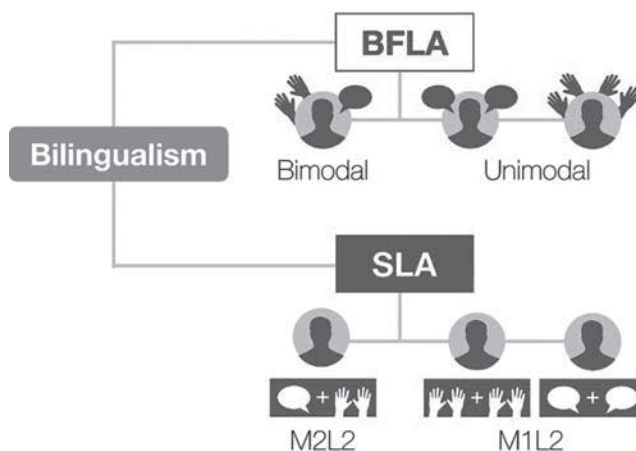 BFLA
Bilingualism
Bimodal
Unimodal
SLA
+
+
+
M2L2
M1L2